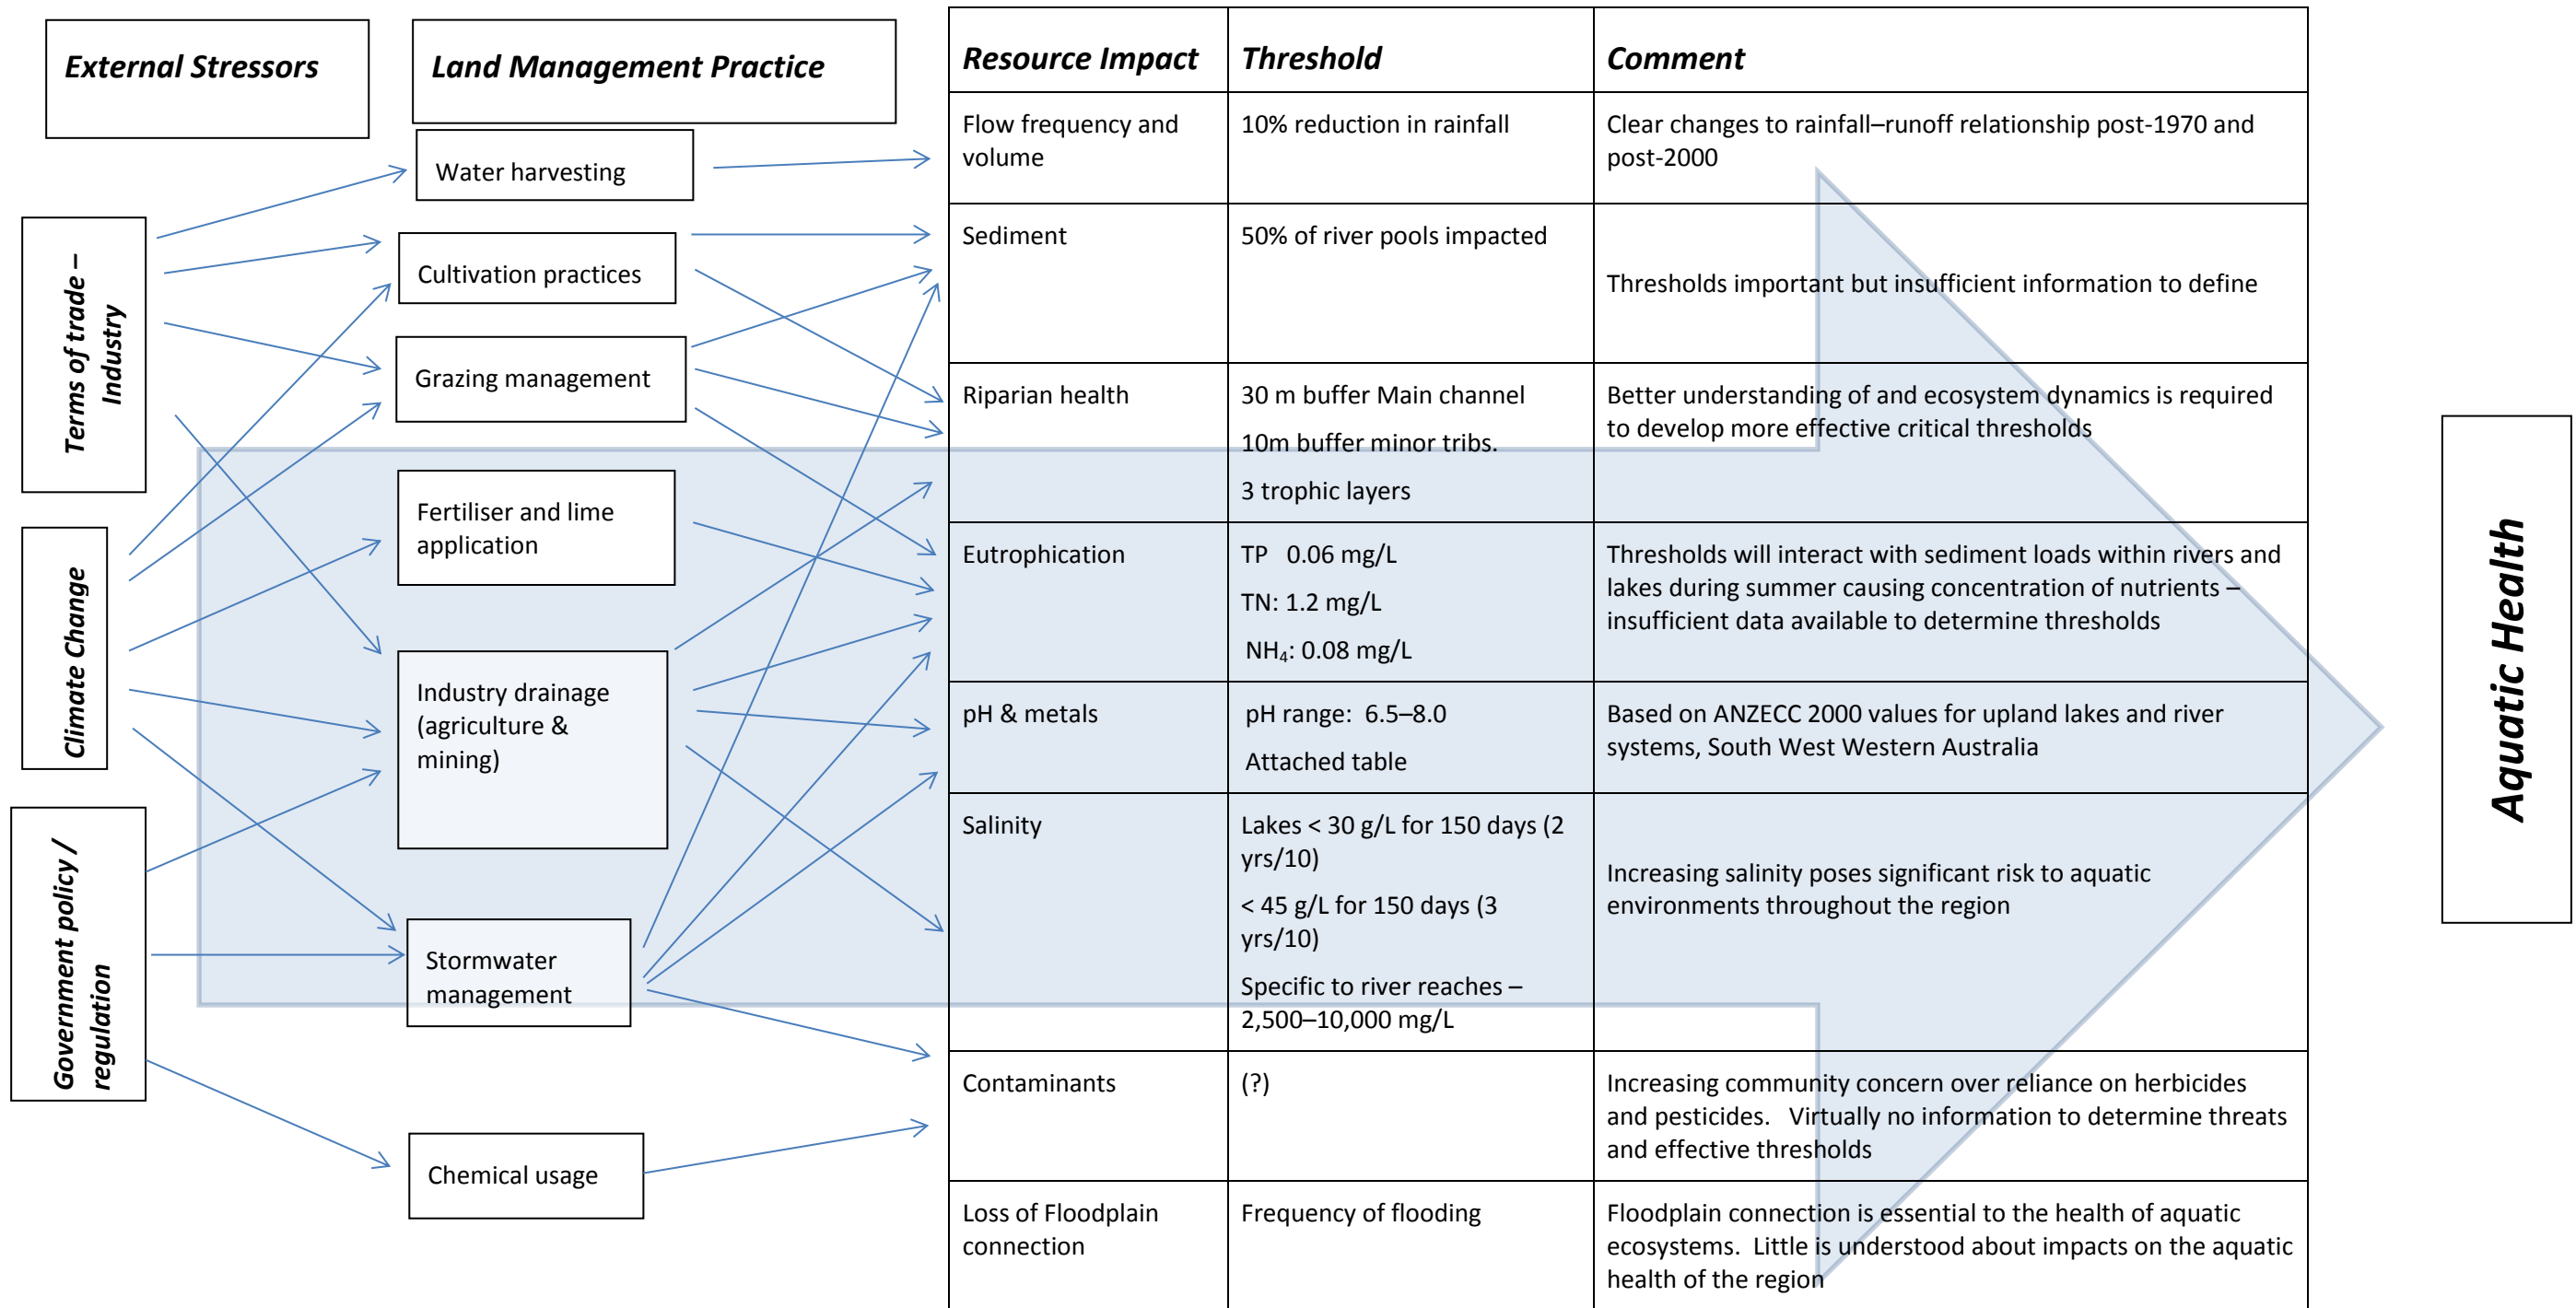 External Stressors
Land Management Practice
Terms of trade –
Industry
Climate Change
Government policy /
regulation
Water harvesting
Cultivation practices
Grazing management
Fertiliser and lime
application
Industry drainage
(agriculture &
mining)
Stormwater
management
Chemical usage
Resource Impact
Threshold
Comment
Flow frequency and
volume
10% reduction in rainfall
Clear changes to rainfall–runoff relationship post-1970 and
post-2000
Sediment
50% of river pools impacted
Thresholds important but insufficient information to define
Riparian health
30 m buffer Main channel
10m buffer minor tribs.
3 trophic layers
Better understanding of and ecosystem dynamics is required
to develop more effective critical thresholds
Eutrophication
TP 0.06 mg/L
TN: 1.2 mg/L
NH₄: 0.08 mg/L
Thresholds will interact with sediment loads within rivers and
lakes during summer causing concentration of nutrients –
insufficient data available to determine thresholds
pH & metals
pH range: 6.5–8.0
Attached table
Based on ANZECC 2000 values for upland lakes and river
systems, South West Western Australia
Salinity
Lakes < 30 g/L for 150 days (2
yrs/10)
< 45 g/L for 150 days (3
yrs/10)
Specific to river reaches –
2,500–10,000 mg/L
Increasing salinity poses significant risk to aquatic
environments throughout the region
Contaminants
(?)
Increasing community concern over reliance on herbicides
and pesticides. Virtually no information to determine threats
and effective thresholds
Loss of Floodplain
connection
Frequency of flooding
Floodplain connection is essential to the health of aquatic
ecosystems. Little is understood about impacts on the aquatic
health of the region
Aquatic Health